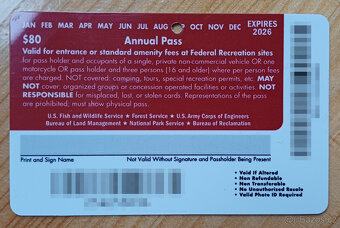 JAN FEB MAR APR MAY JUN JUL AUG OCT NOV DEC
EXPIRES
2026
$80
Annual Pass
Valid for entrance or standard amenity fees at Federal Recreation sites
for pass holder and occupants of a single, private non-commercial vehicle OR one
motorcycle OR pass holder and three persons (16 and older) where per person fees
are charged. NOT covered: camping, tours, special recreation permits, etc. MAY
NOT cover: organized groups or concession operated facilities or activities. NOT
RESPONSIBLE for misplaced, lost, or stolen cards. Representations of the pass
are prohibited; must show physical pass.
U.S. Fish and Wildlife Service • Forest Service • U.S. Army Corps of Engineers
Bureau of Land Management • National Park Service • Bureau of Reclamation
Print and Sign Name
Not Valid Without Signature and Passholder Being Present
• Void If Altered
• Non Refundable
• Non Transferable
• No Unauthorized Resale
• Valid Photo ID Required